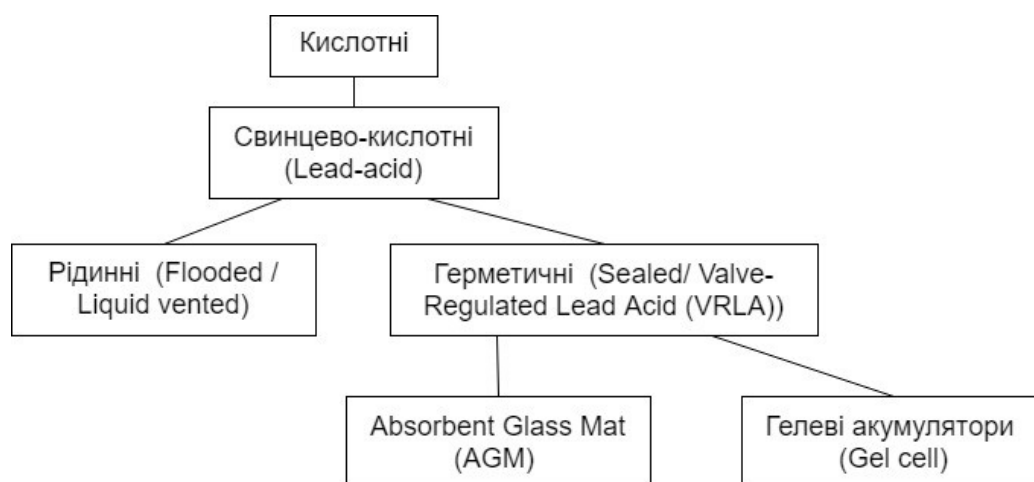 Кислотні
Свинцево-кислотні
(Lead-acid)
Рідинні (Flooded /
Liquid vented)
Герметичні (Sealed/ Valve-
Regulated Lead Acid (VRLA))
Absorbent Glass Mat
(AGM)
Гелеві акумулятори
(Gel cell)